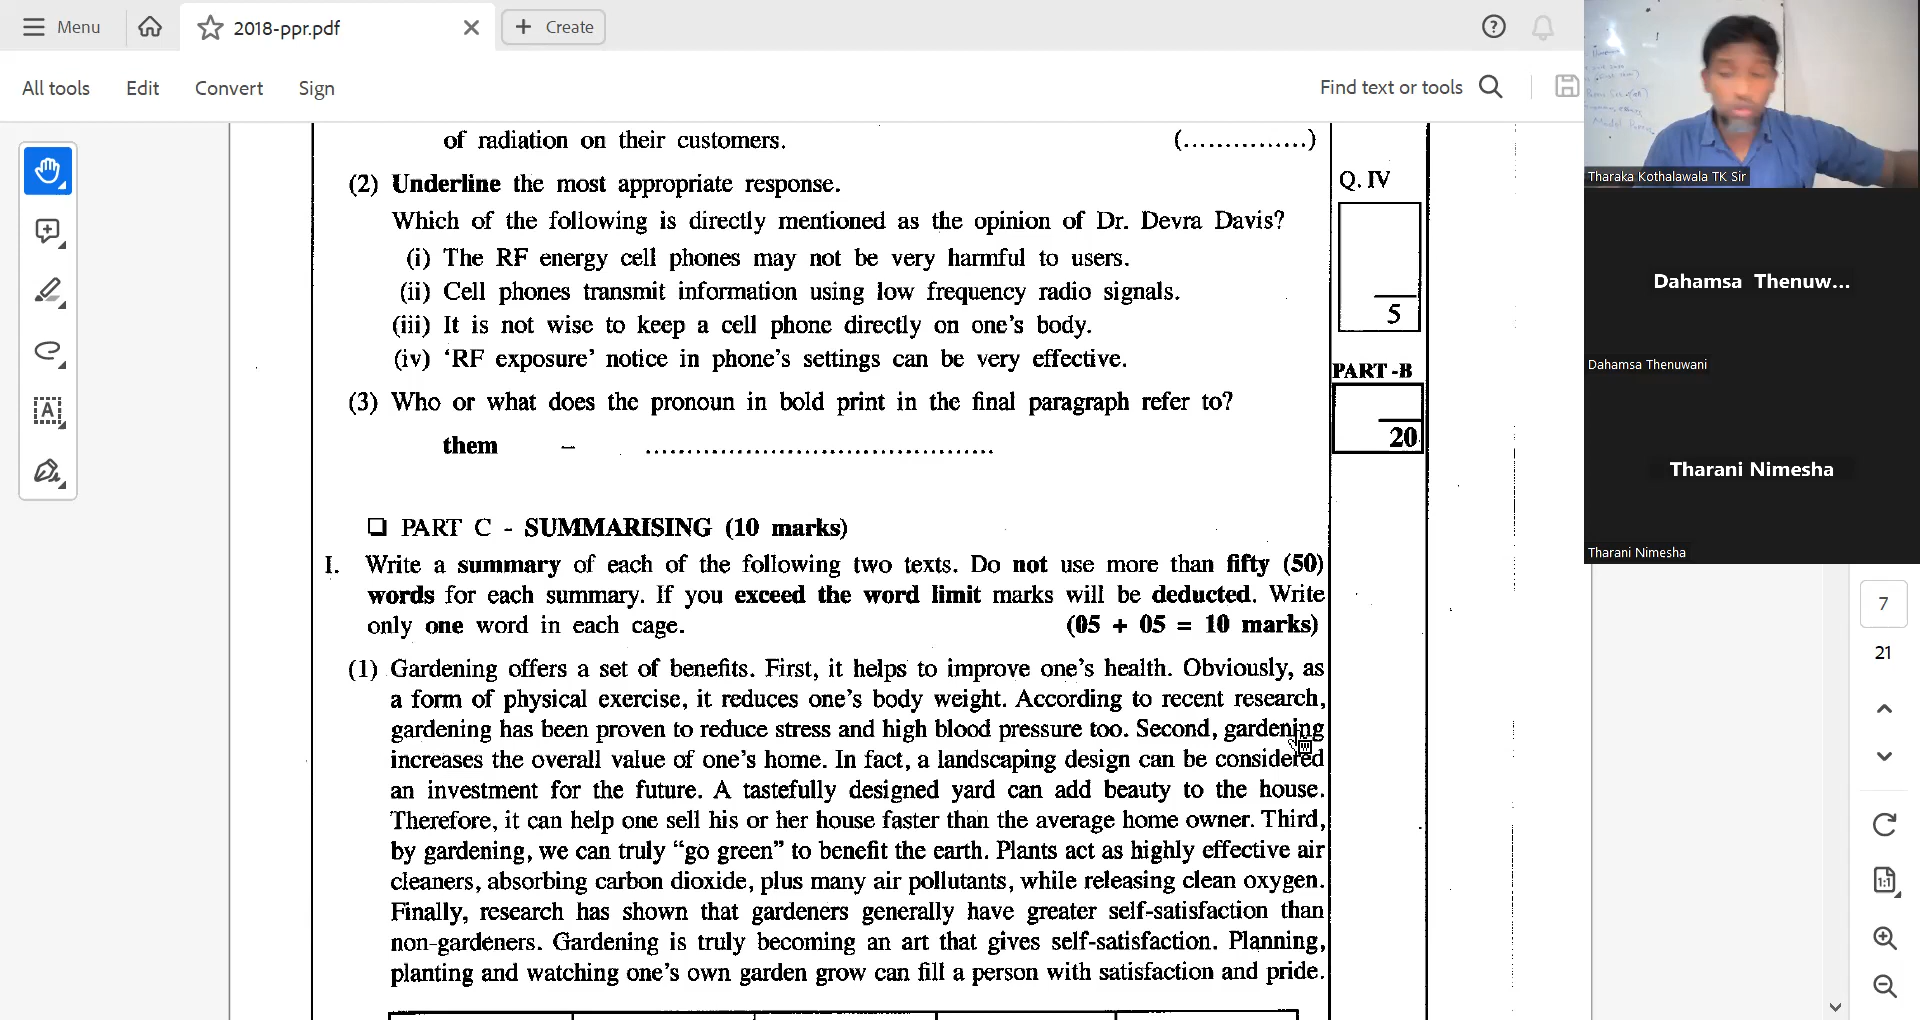 Menu
2018-ppr.pdf
Create
All tools
Edit
Convert
Sign
Find text or tools
of radiation on their customers. (...............)
(2) Underline the most appropriate response.
Q. IV
Which of the following is directly mentioned as the opinion of Dr. Devra Davis?
(i) The RF energy cell phones may not be very harmful to users.
(ii) Cell phones transmit information using low frequency radio signals.
(iii) It is not wise to keep a cell phone directly on one's body.
5
(iv) 'RF exposure' notice in phone's settings can be very effective.
PART -B
(3) Who or what does the pronoun in bold print in the final paragraph refer to?
20
them – .......................................
❑ PART C - SUMMARISING (10 marks)
I. Write a summary of each of the following two texts. Do not use more than fifty (50)
words for each summary. If you exceed the word limit marks will be deducted. Write
only one word in each cage. (05 + 05 = 10 marks)
(1) Gardening offers a set of benefits. First, it helps to improve one's health. Obviously, as
a form of physical exercise, it reduces one's body weight. According to recent research,
gardening has been proven to reduce stress and high blood pressure too. Second, gardening
increases the overall value of one's home. In fact, a landscaping design can be considered
an investment for the future. A tastefully designed yard can add beauty to the house.
Therefore, it can help one sell his or her house faster than the average home owner. Third,
by gardening, we can truly "go green" to benefit the earth. Plants act as highly effective air
cleaners, absorbing carbon dioxide, plus many air pollutants, while releasing clean oxygen.
Finally, research has shown that gardeners generally have greater self-satisfaction than
non-gardeners. Gardening is truly becoming an art that gives self-satisfaction. Planning,
planting and watching one's own garden grow can fill a person with satisfaction and pride.
Tharaka Kothalawala TK Sir
Dahamsa Thenuw...
Dahamsa Thenuwani
Tharani Nimesha
Tharani Nimesha
7
21
1:1